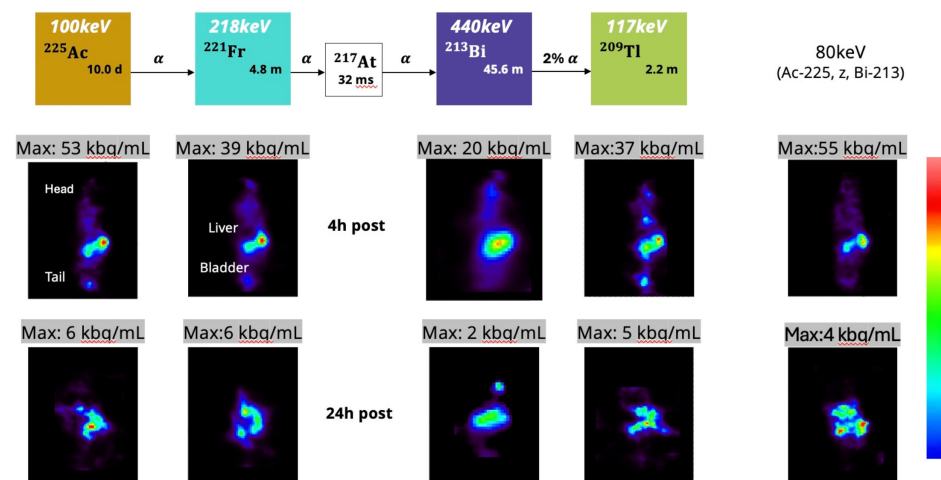 100keV
²²⁵Ac
10.0 d
α
218keV
²²¹Fr
4.8 m
α
²¹⁷At
32 ms
α
440keV
²¹³Bi
45.6 m
2% α
117keV
²⁰⁹Tl
2.2 m
80keV
(Ac-225, z, Bi-213)
Max: 53 kbq/mL
Max: 39 kbq/mL
Max: 20 kbq/mL
Max:37 kbq/mL
Max:55 kbq/mL
Head
Tail
Liver
Bladder
4h post
Max: 6 kbq/mL
Max:6 kbq/mL
Max: 2 kbq/mL
Max: 5 kbq/mL
Max:4 kbq/mL
24h post